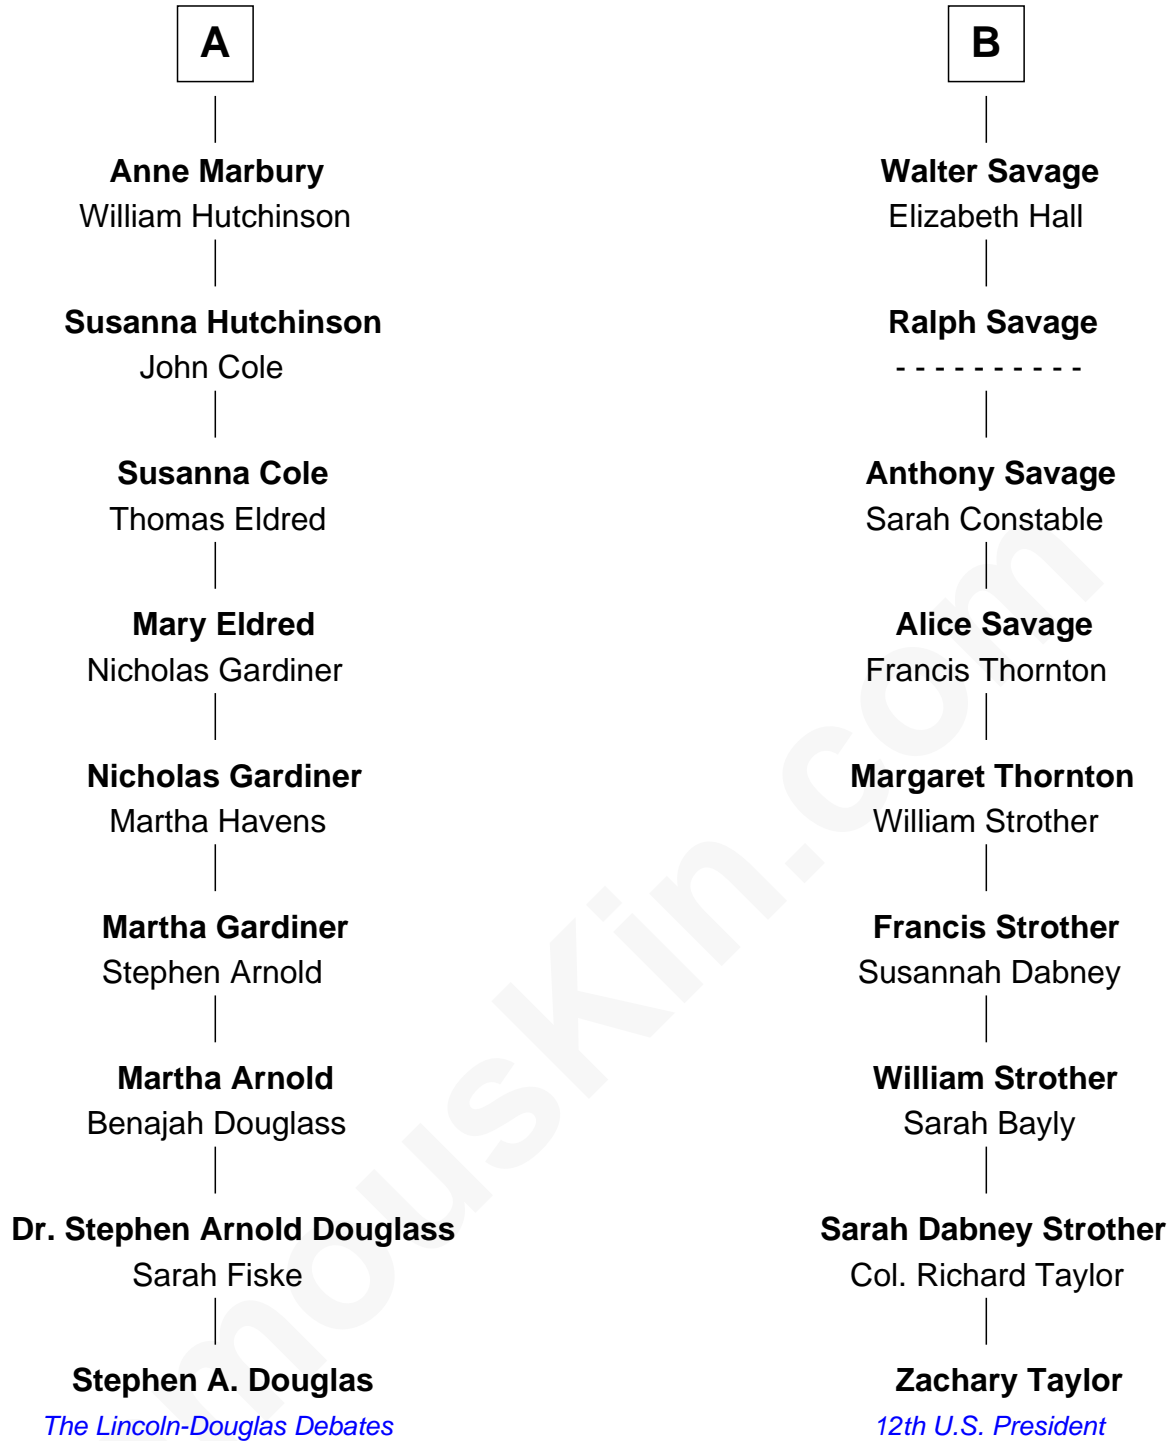 A
B
Anne Marbury
William Hutchinson
Walter Savage
Elizabeth Hall
Susanna Hutchinson
John Cole
Ralph Savage
- - - - - - - - - -
Susanna Cole
Thomas Eldred
Anthony Savage
Sarah Constable
Mary Eldred
Nicholas Gardiner
Alice Savage
Francis Thornton
Nicholas Gardiner
Martha Havens
Margaret Thornton
William Strother
Martha Gardiner
Stephen Arnold
Francis Strother
Susannah Dabney
Martha Arnold
Benajah Douglass
William Strother
Sarah Bayly
Dr. Stephen Arnold Douglass
Sarah Fiske
Sarah Dabney Strother
Col. Richard Taylor
Stephen A. Douglas
The Lincoln-Douglas Debates
Zachary Taylor
12th U.S. President
mousKin.com